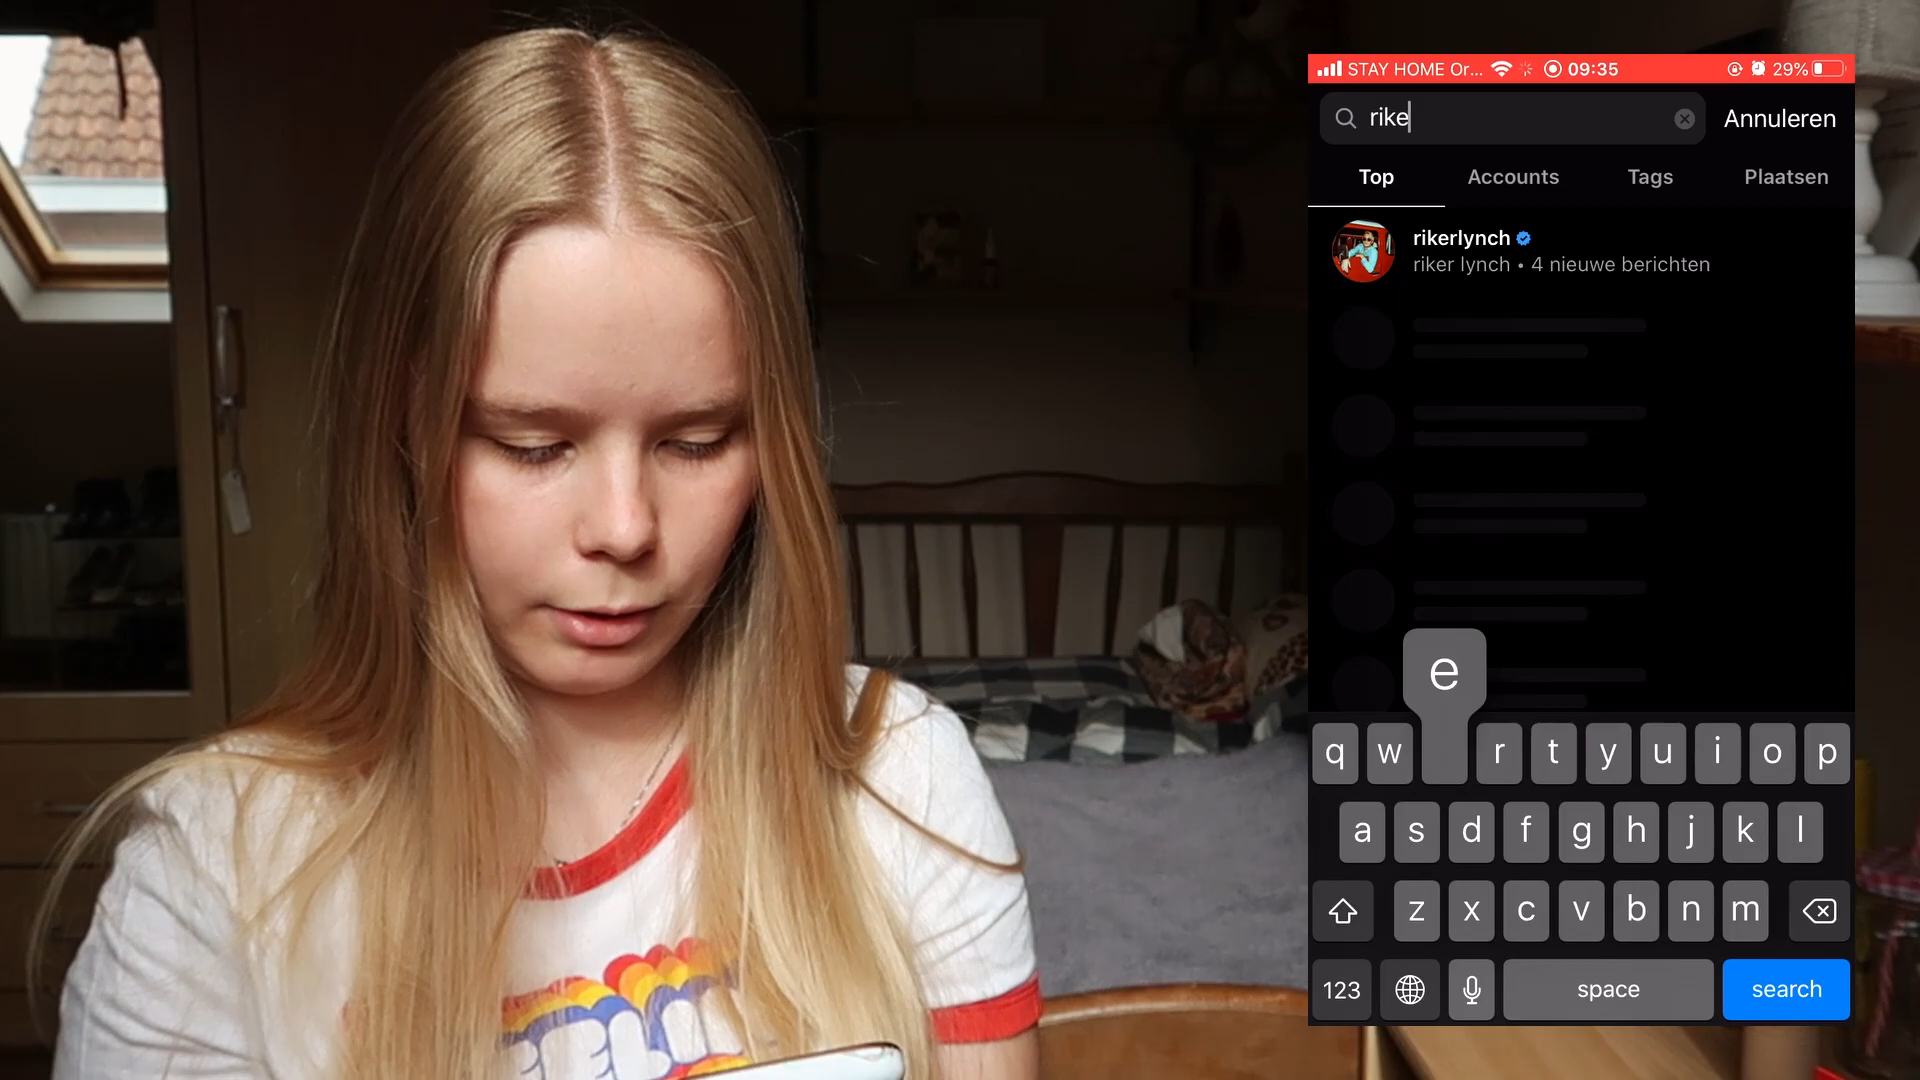 STAY HOME Or... 09:35 29%
rike
Annuleren
Top Accounts Tags Plaatsen
rikerlynch
riker lynch • 4 nieuwe berichten
e
q w r t y u i o p
a s d f g h j k l
z x c v b n m
123 space search